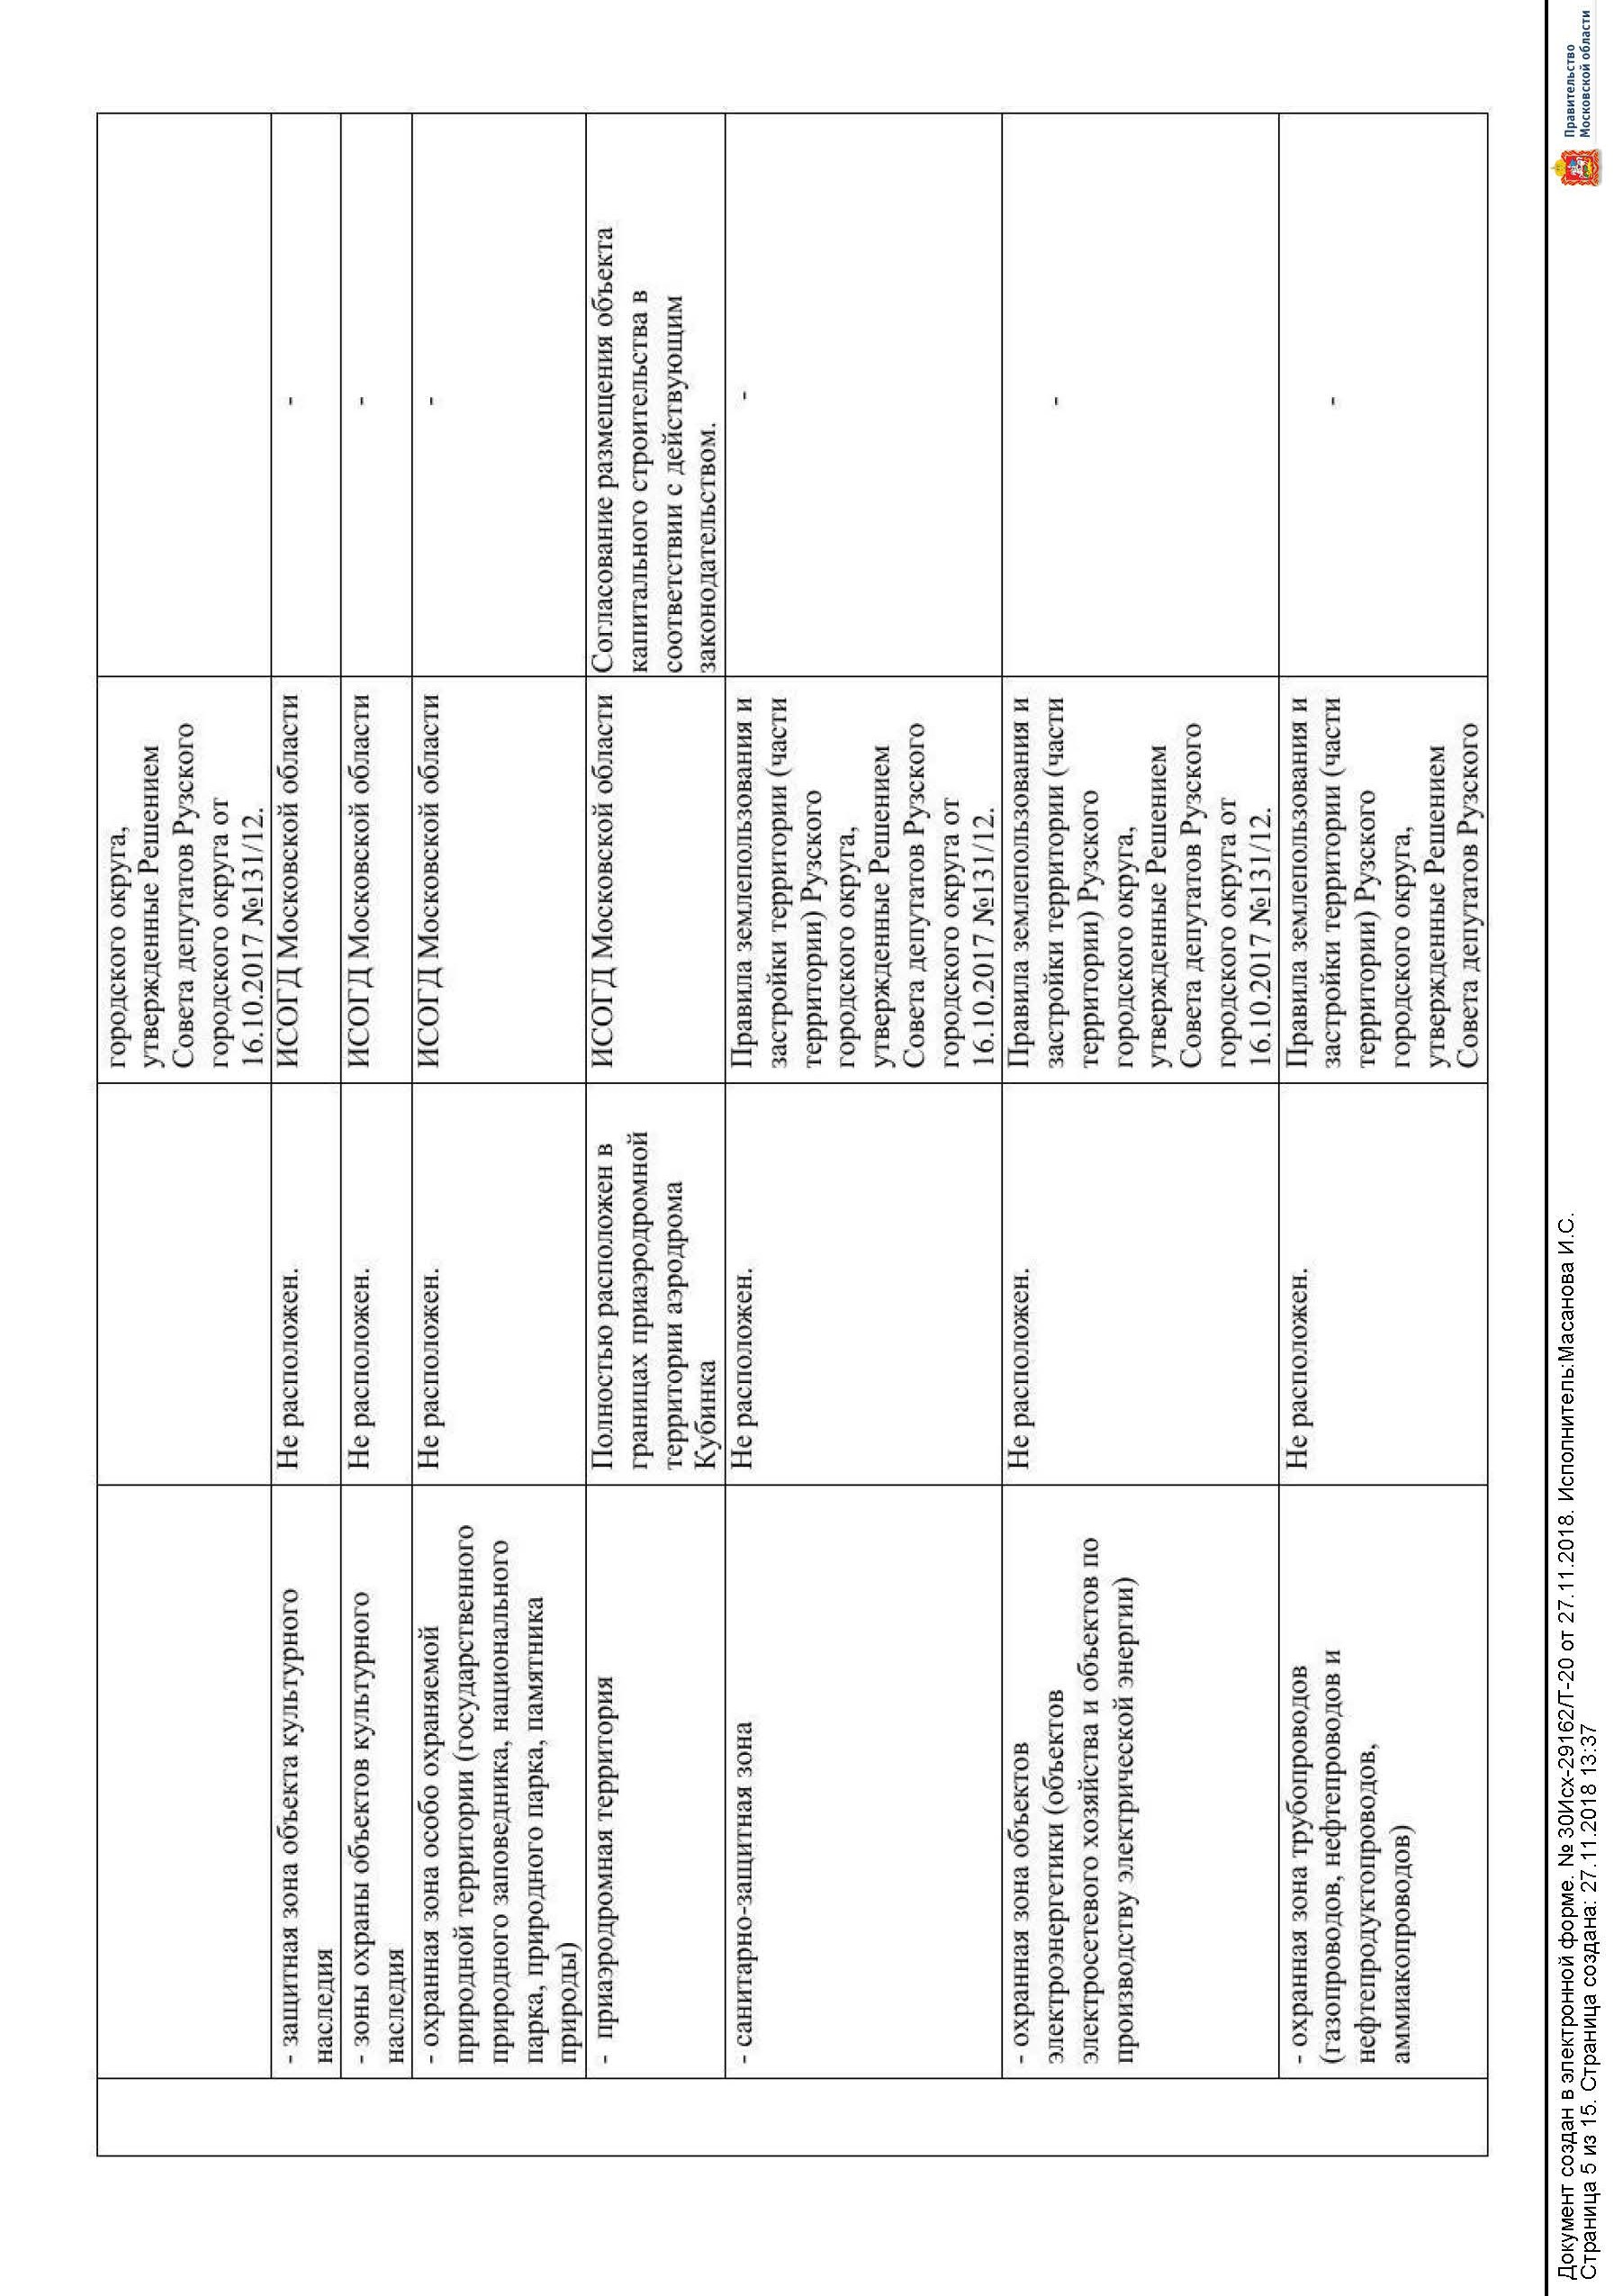 городского округа,
утвержденные Решением
Совета депутатов Рузского
городского округа от
16.10.2017 №131/12.
- защитная зона объекта культурного
наследия
Не расположен.
ИСОГД Московской области
-
- зоны охраны объектов культурного
наследия
Не расположен.
ИСОГД Московской области
-
- охранная зона особо охраняемой
природной территории (государственного
природного заповедника, национального
парка, природного парка, памятника
природы)
Не расположен.
ИСОГД Московской области
-
- приаэродромная территория
Полностью расположен в
границах приаэродромной
территории аэродрома
Кубинка
ИСОГД Московской области
Согласование размещения объекта
капитального строительства в
соответствии с действующим
законодательством.
- санитарно-защитная зона
Не расположен.
Правила землепользования и
застройки территории (части
территории) Рузского
городского округа,
утвержденные Решением
Совета депутатов Рузского
городского округа от
16.10.2017 №131/12.
-
- охранная зона объектов
электроэнергетики (объектов
электросетевого хозяйства и объектов по
производству электрической энергии)
Не расположен.
Правила землепользования и
застройки территории (части
территории) Рузского
городского округа,
утвержденные Решением
Совета депутатов Рузского
городского округа от
16.10.2017 №131/12.
-
- охранная зона трубопроводов
(газопроводов, нефтепроводов и
нефтепродуктопроводов,
аммиакопроводов)
Не расположен.
Правила землепользования и
застройки территории (части
территории) Рузского
городского округа,
утвержденные Решением
Совета депутатов Рузского
-
Документ создан в электронной форме. № 30Исх-29162/Т-20 от 27.11.2018. Исполнитель:Масанова И.С.
Страница 5 из 15. Страница создана: 27.11.2018 13:37
Правительство
Московской области